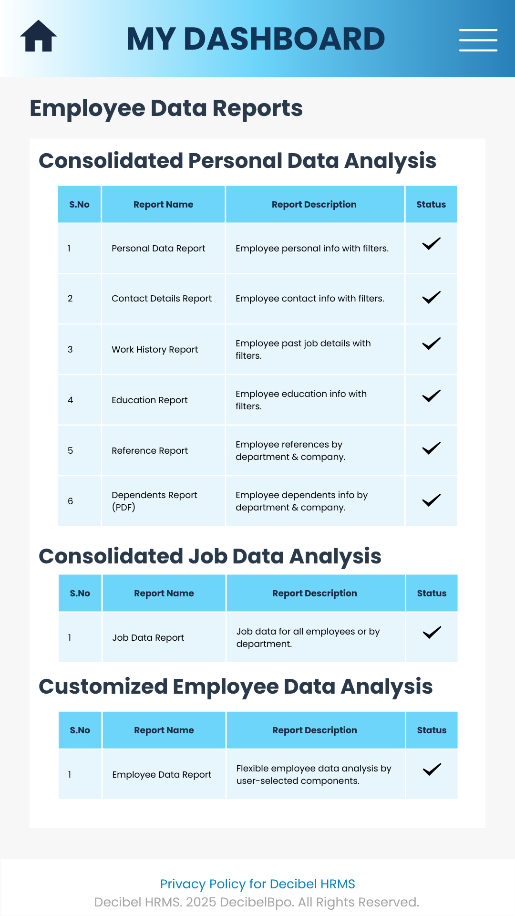 MY DASHBOARD
Employee Data Reports
Consolidated Personal Data Analysis
S.No Report Name Report Description Status
1 Personal Data Report Employee personal info with filters.
2 Contact Details Report Employee contact info with filters.
3 Work History Report Employee past job details with
filters.
4 Education Report Employee education info with
filters.
5 Reference Report Employee references by
department & company.
6 Dependents Report
(PDF) Employee dependents info by
department & company.
Consolidated Job Data Analysis
S.No Report Name Report Description Status
1 Job Data Report Job data for all employees or by
department.
Customized Employee Data Analysis
S.No Report Name Report Description Status
1 Employee Data Report Flexible employee data analysis by
user-selected components.
Privacy Policy for Decibel HRMS
Decibel HRMS. 2025 DecibelBpo. All Rights Reserved.